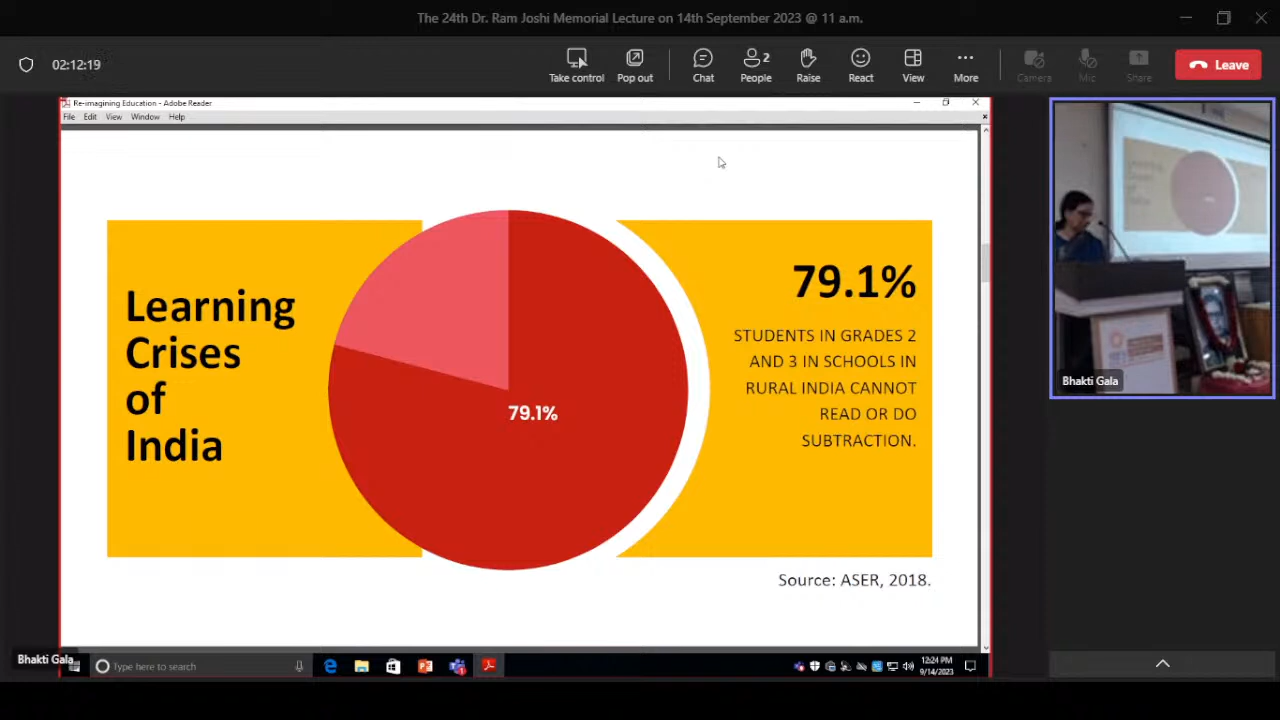 The 24th Dr. Ram Joshi Memorial Lecture on 14th September 2023 @ 11 a.m.
02:12:19
Take control
Pop out
Chat
2
People
Raise
React
View
More
Camera
Mic
Share
Leave
Re-imagining Education - Adobe Reader
File Edit View Window Help
Learning
Crises
of
India
79.1%
79.1%
STUDENTS IN GRADES 2
AND 3 IN SCHOOLS IN
RURAL INDIA CANNOT
READ OR DO
SUBTRACTION.
Source: ASER, 2018.
Bhakti Gala
Bhakti Gala
Type here to search
12:24 PM
9/14/2023